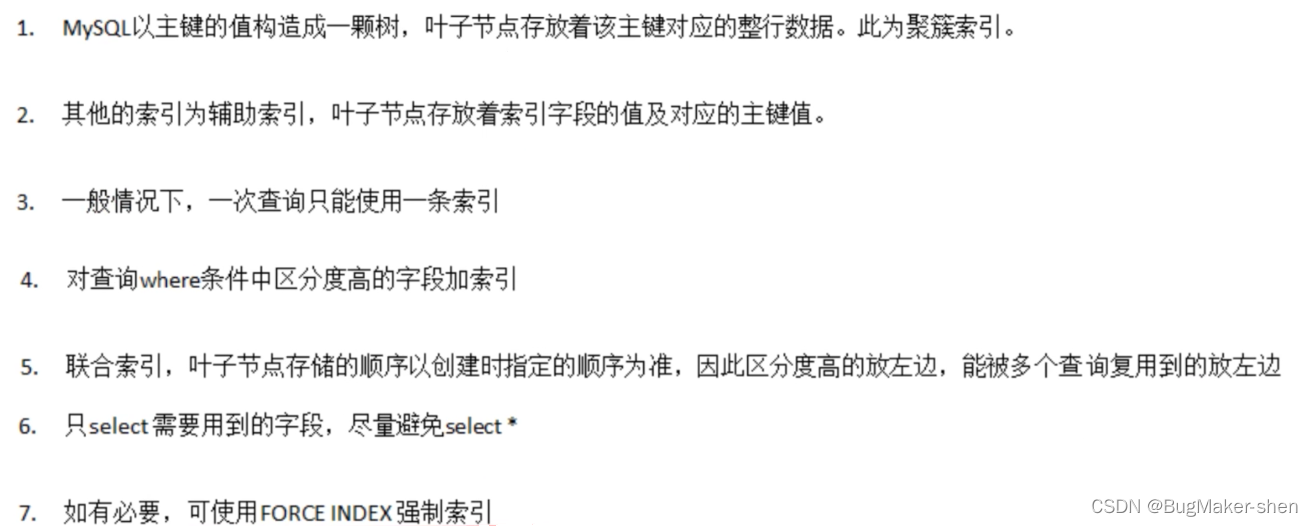 1. MySQL以主键的值构造成一颗树，叶子节点存放着该主键对应的整行数据。此为聚簇索引。
2. 其他的索引为辅助索引，叶子节点存放着索引字段的值及对应的主键值。
3. 一般情况下，一次查询只能使用一条索引
4. 对查询where条件中区分度高的字段加索引
5. 联合索引，叶子节点存储的顺序以创建时指定的顺序为准，因此区分度高的放左边，能被多个查询复用到的放左边
6. 只select需要用到的字段，尽量避免select *
7. 如有必要，可使用FORCE INDEX强制索引
CSDN @BugMaker-shen